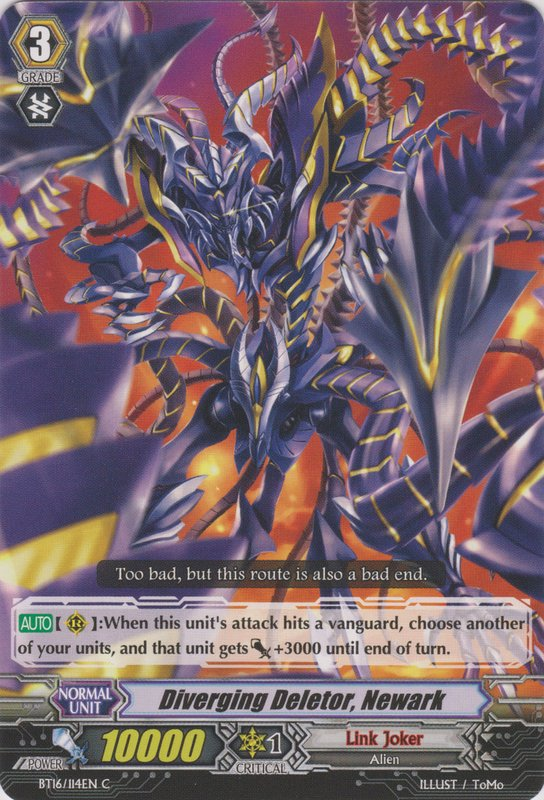 3
GRADE
Too bad, but this route is also a bad end.
AUTO【 R 】:When this unit's attack hits a vanguard, choose another
of your units, and that unit gets +3000 until end of turn.
NORMAL
UNIT
Diverging Deletor, Newark
POWER
10000
1
CRITICAL
Link Joker
Alien
BT16/114EN C
ILLUST / ToMo